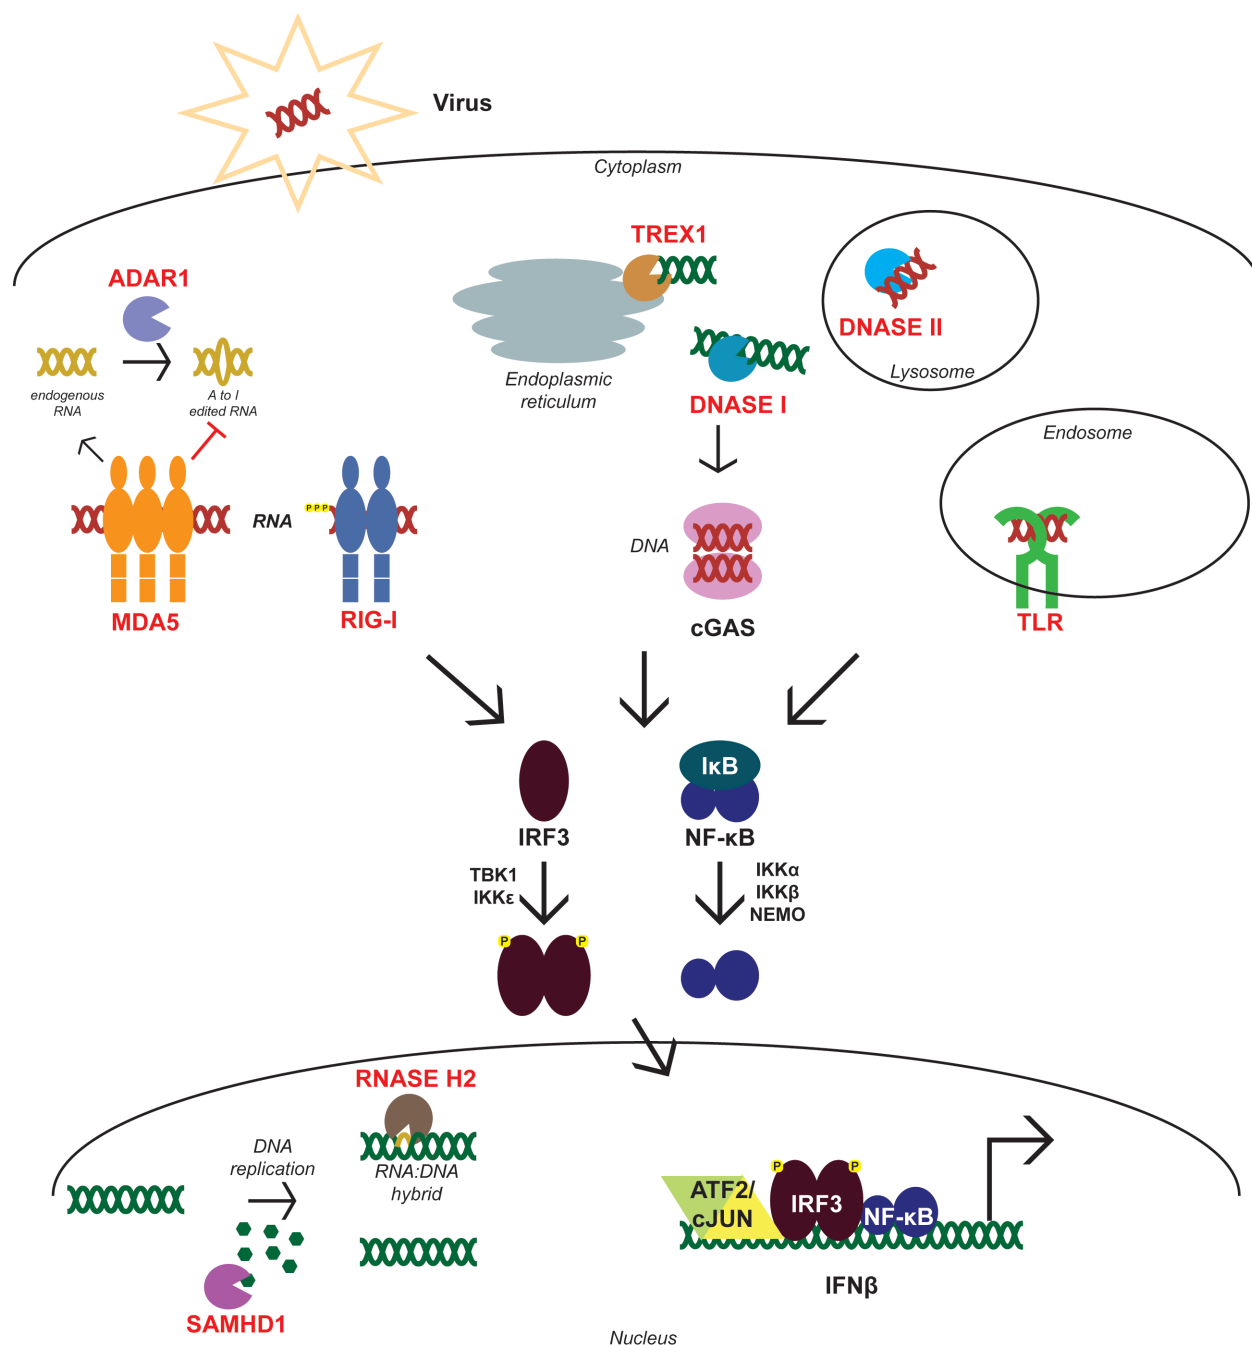 Virus
Cytoplasm
TREX1
ADAR1
DNASE II
Lysosome
Endoplasmic
reticulum
DNASE I
endogenous
RNA
A to I
edited RNA
Endosome
RNA
P P P
DNA
MDA5
RIG-I
cGAS
TLR
IκB
IRF3
NF-κB
TBK1
IKKε
IKKα
IKKβ
NEMO
P
P
RNASE H2
DNA
replication
RNA:DNA
hybrid
P
P
ATF2/
cJUN
IRF3
NF-κB
IFNβ
SAMHD1
Nucleus